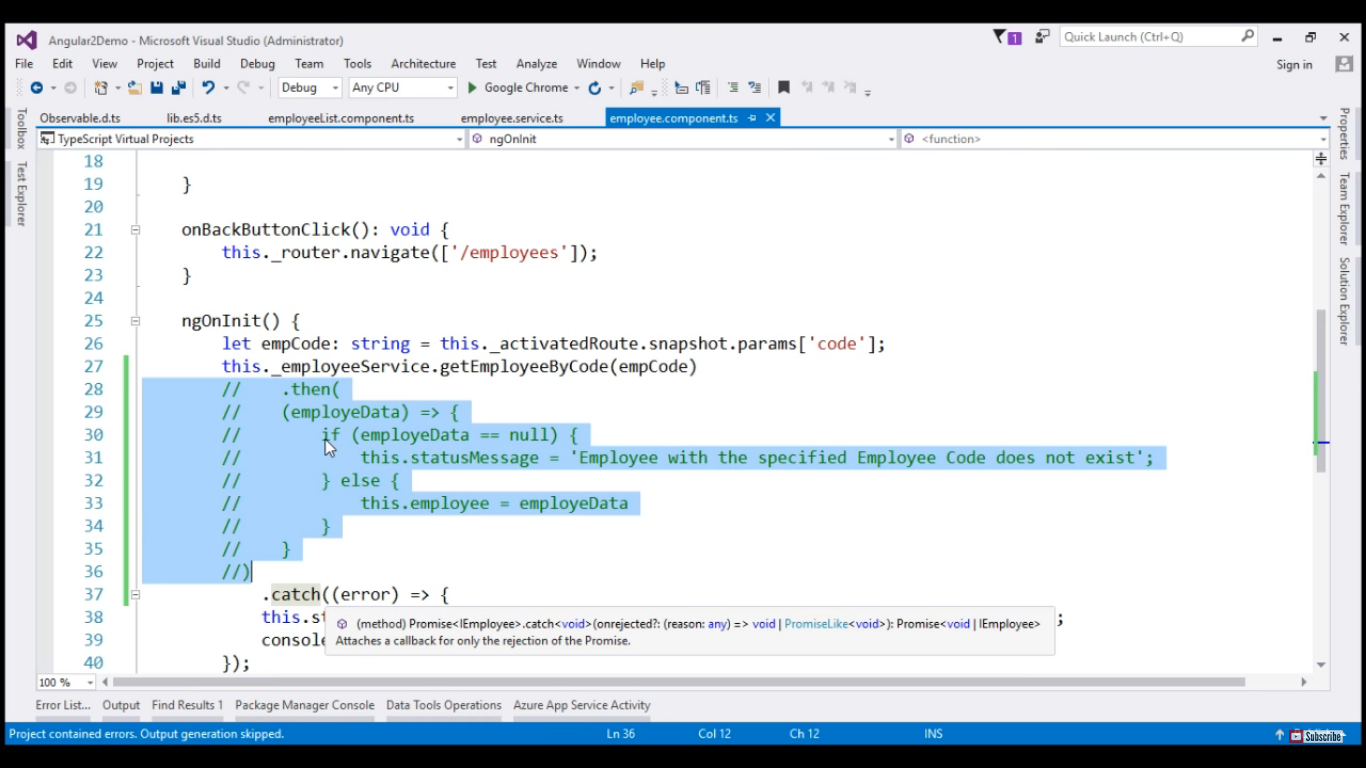 Angular2Demo - Microsoft Visual Studio (Administrator)
1
Quick Launch (Ctrl+Q)
File Edit View Project Build Debug Team Tools Architecture Test Analyze Window Help
Sign in
Debug Any CPU Google Chrome
Observable.d.ts lib.es5.d.ts employeeList.component.ts employee.service.ts employee.component.ts
TypeScript Virtual Projects ngOnInit <function>
Toolbox
Test Explorer
Properties
Team Explorer
Solution Explorer
18
19 }
20
21 onBackButtonClick(): void {
22 this._router.navigate(['/employees']);
23 }
24
25 ngOnInit() {
26 let empCode: string = this._activatedRoute.snapshot.params['code'];
27 this._employeeService.getEmployeeByCode(empCode)
28 // .then(
29 // (employeData) => {
30 // if (employeData == null) {
31 // this.statusMessage = 'Employee with the specified Employee Code does not exist';
32 // } else {
33 // this.employee = employeData
34 // }
35 // }
36 //)
37 .catch((error) => {
38 this.st ;
(method) Promise<IEmployee>.catch<void>(onrejected?: (reason: any) => void | PromiseLike<void>): Promise<void | IEmployee>
Attaches a callback for only the rejection of the Promise.
39 console
40 });
100 %
Error List... Output Find Results 1 Package Manager Console Data Tools Operations Azure App Service Activity
Project contained errors. Output generation skipped. Ln 36 Col 12 Ch 12 INS
Subscribe